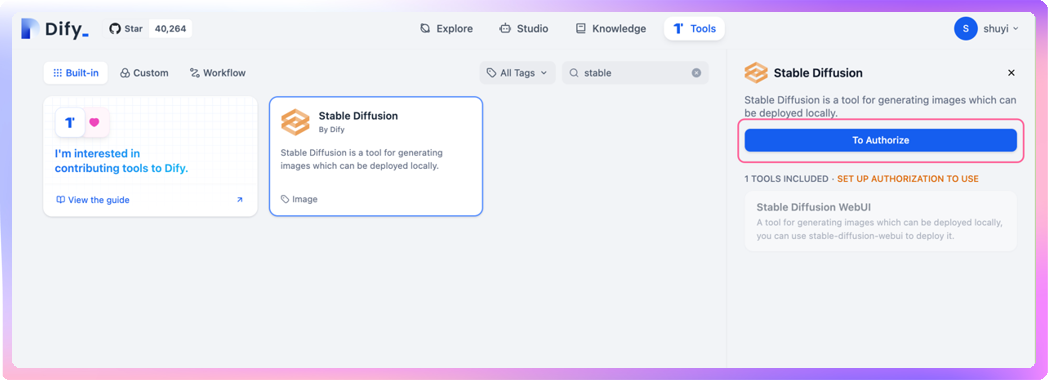 Dify_
Star 40,264
Explore
Studio
Knowledge
Tools
S
shuyi
Built-in
Custom
Workflow
All Tags
stable
I'm interested in
contributing tools to Dify.
View the guide
Stable Diffusion
By Dify
Stable Diffusion is a tool for generating
images which can be deployed locally.
Image
Stable Diffusion
Stable Diffusion is a tool for generating images which can
be deployed locally.
To Authorize
1 TOOLS INCLUDED · SET UP AUTHORIZATION TO USE
Stable Diffusion WebUI
A tool for generating images which can be deployed locally,
you can use stable-diffusion-webui to deploy it.